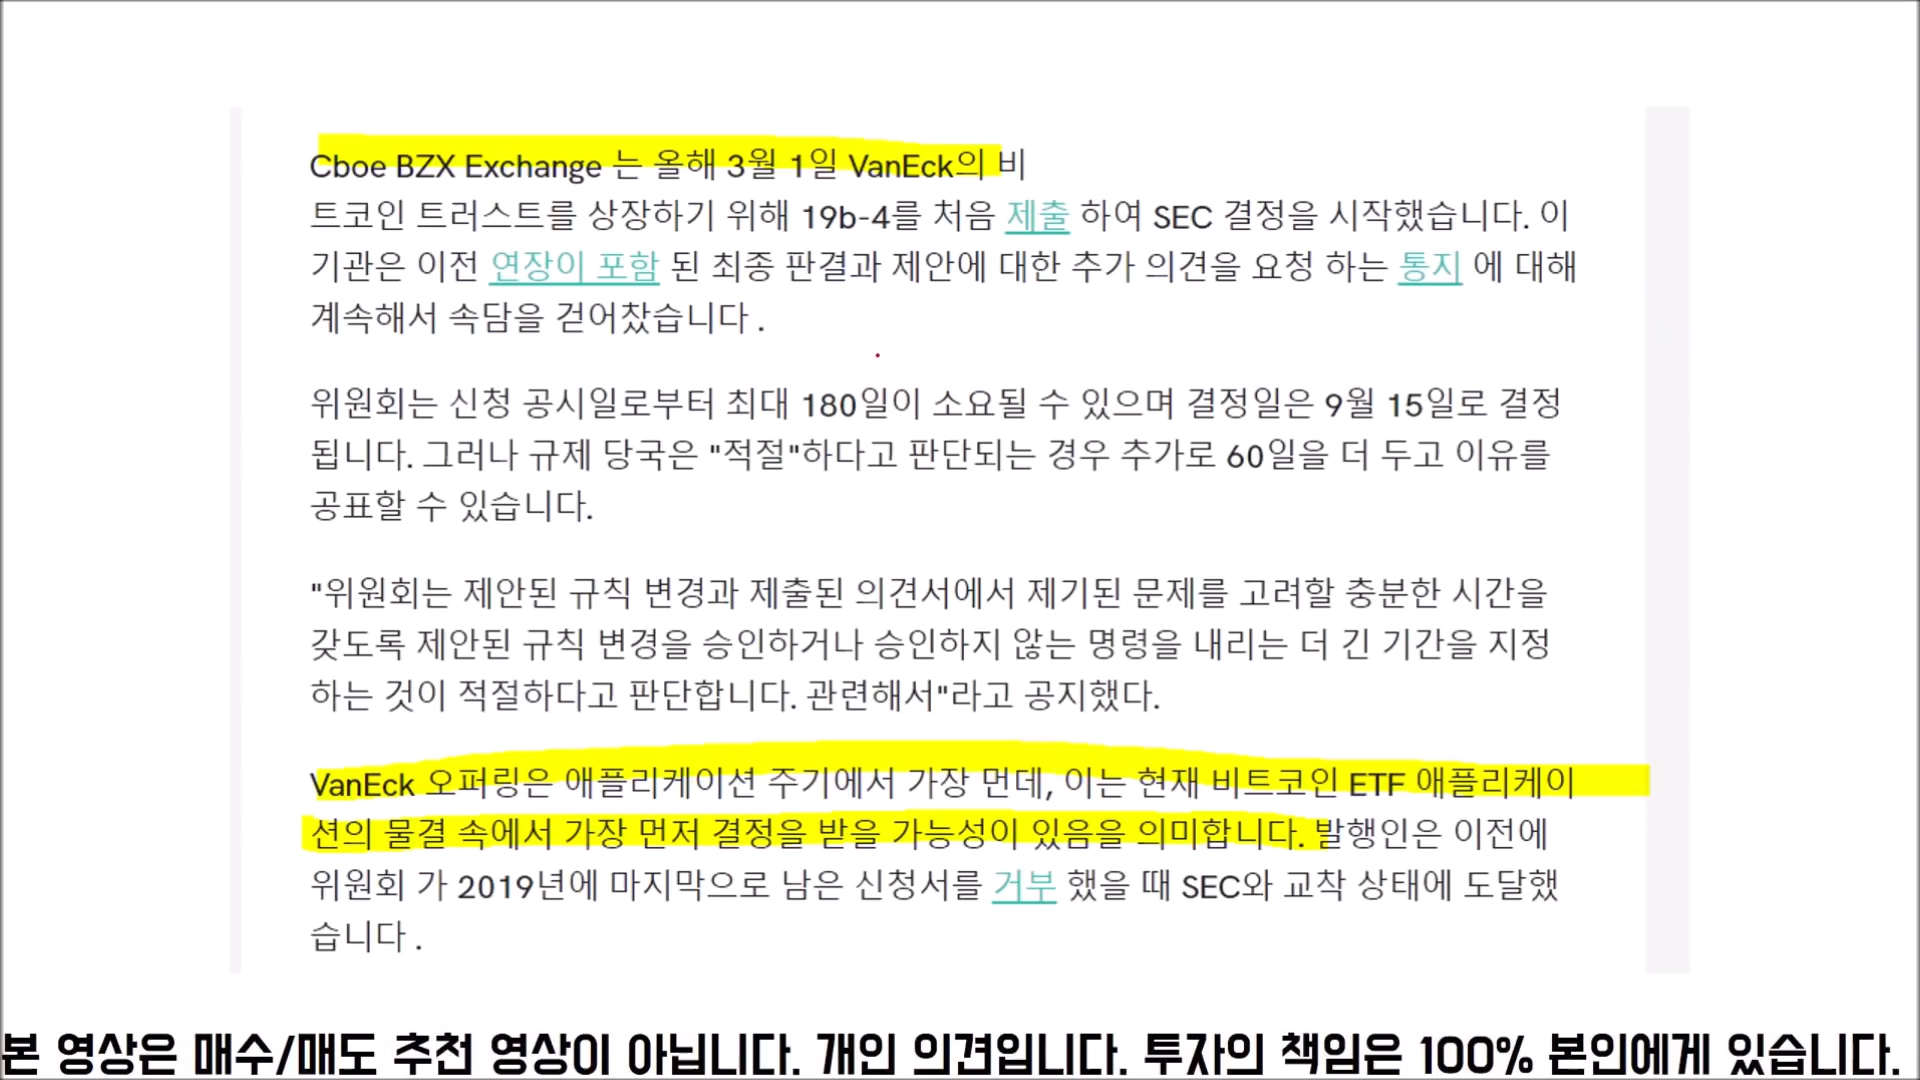 Cboe BZX Exchange 는 올해 3월 1일 VanEck의 비
트코인 트러스트를 상장하기 위해 19b-4를 처음 제출 하여 SEC 결정을 시작했습니다. 이
기관은 이전 연장이 포함 된 최종 판결과 제안에 대한 추가 의견을 요청 하는 통지 에 대해
계속해서 속담을 걷어찼습니다 .
위원회는 신청 공시일로부터 최대 180일이 소요될 수 있으며 결정일은 9월 15일로 결정
됩니다. 그러나 규제 당국은 "적절"하다고 판단되는 경우 추가로 60일을 더 두고 이유를
공표할 수 있습니다.
"위원회는 제안된 규칙 변경과 제출된 의견서에서 제기된 문제를 고려할 충분한 시간을
갖도록 제안된 규칙 변경을 승인하거나 승인하지 않는 명령을 내리는 더 긴 기간을 지정
하는 것이 적절하다고 판단합니다. 관련해서"라고 공지했다.
VanEck 오퍼링은 애플리케이션 주기에서 가장 먼데, 이는 현재 비트코인 ETF 애플리케이
션의 물결 속에서 가장 먼저 결정을 받을 가능성이 있음을 의미합니다. 발행인은 이전에
위원회 가 2019년에 마지막으로 남은 신청서를 거부 했을 때 SEC와 교착 상태에 도달했
습니다 .
본 영상은 매수/매도 추천 영상이 아닙니다. 개인 의견입니다. 투자의 책임은 100% 본인에게 있습니다.